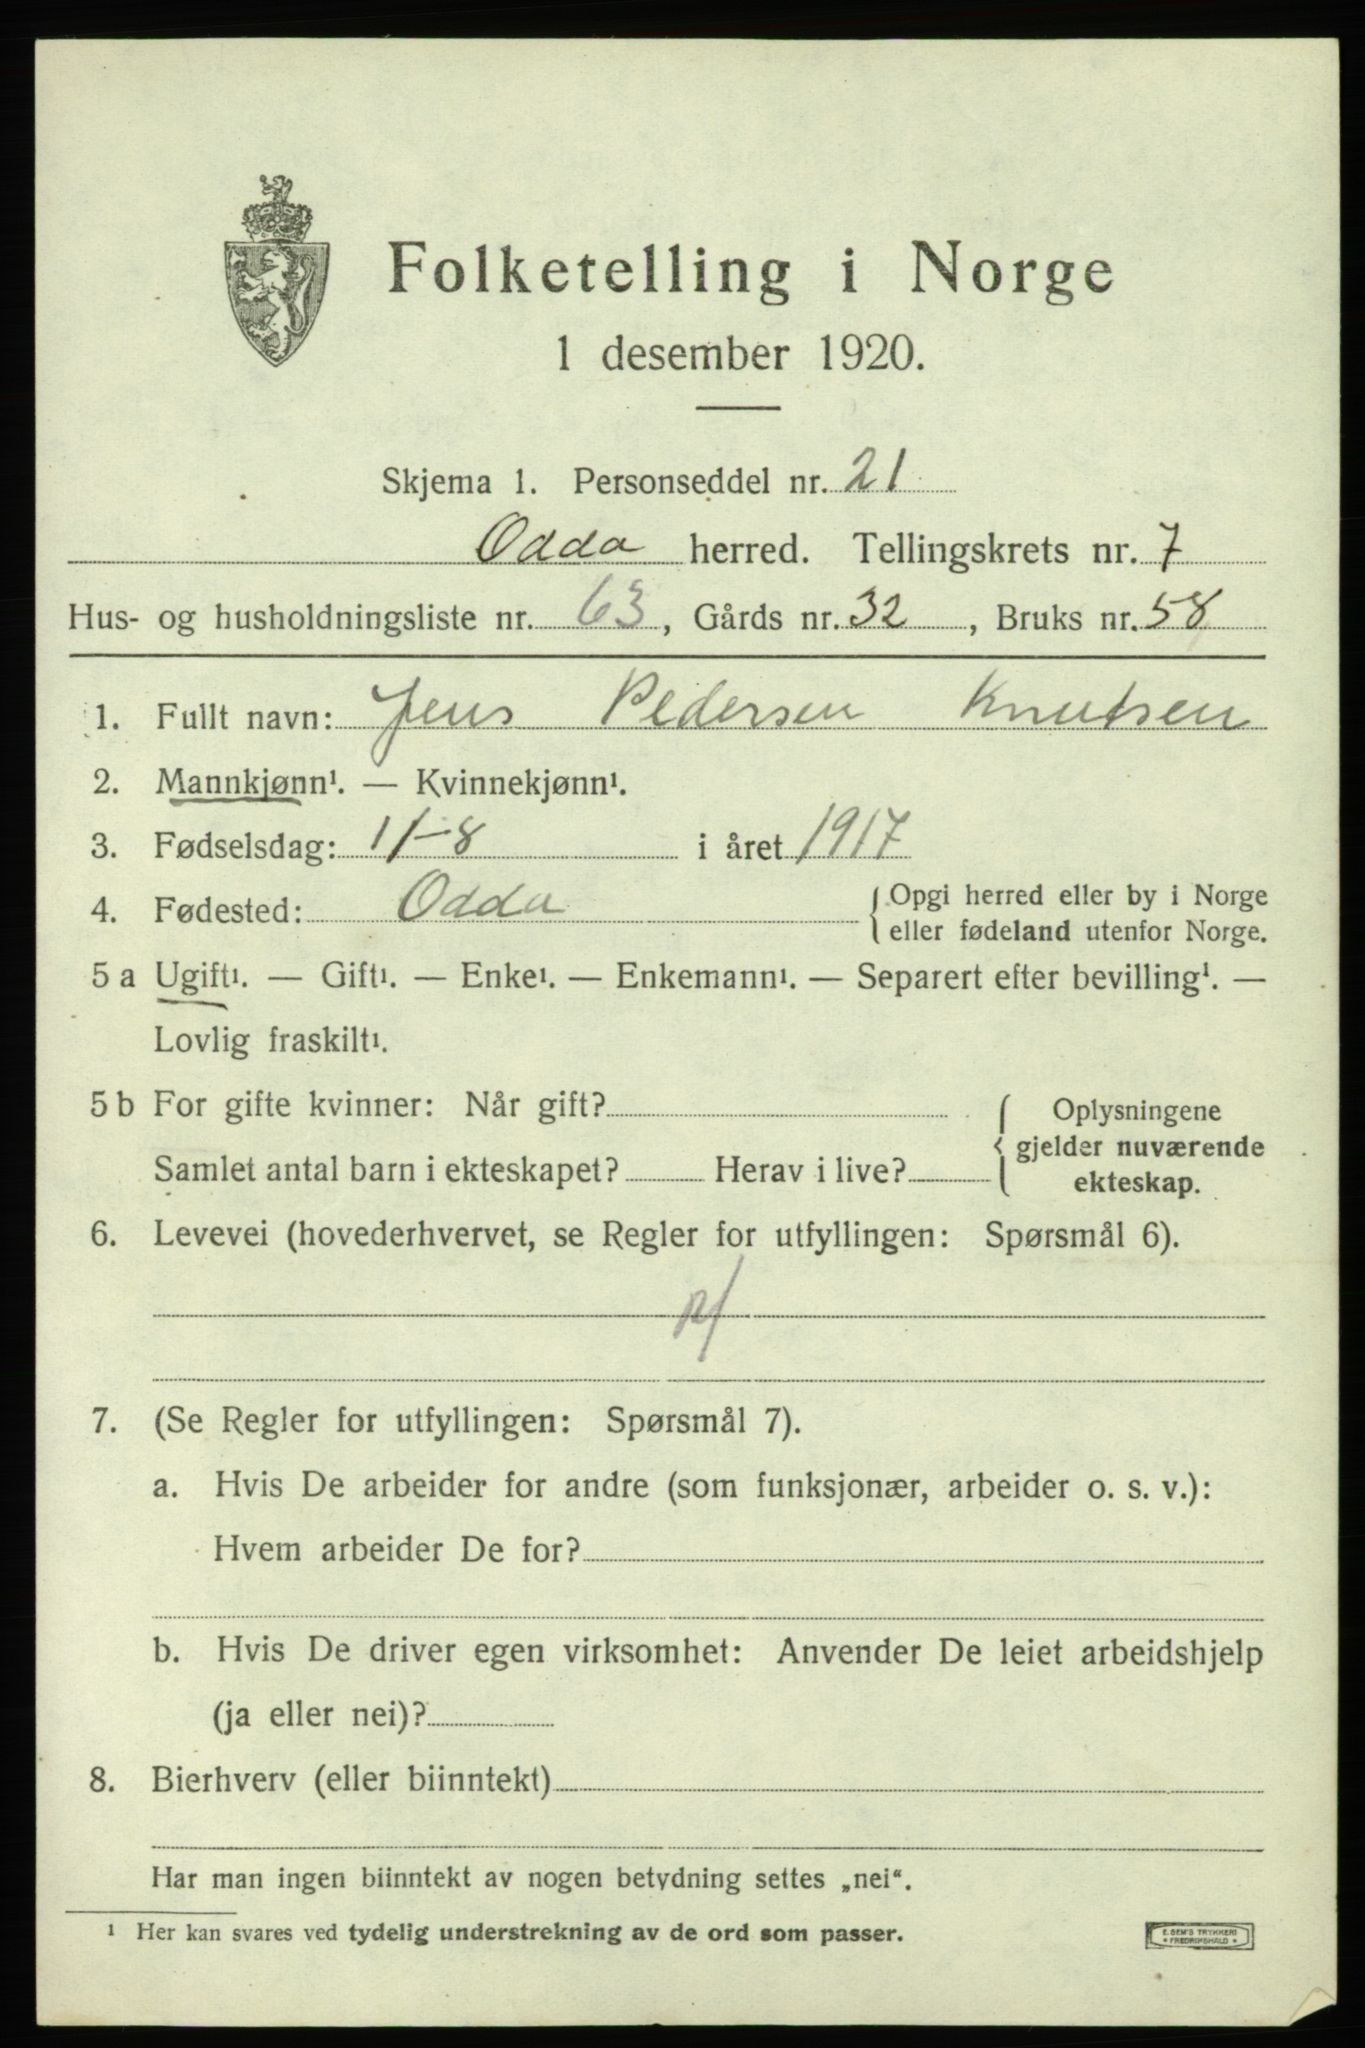 Folketelling i Norge
1 desember 1920.
Skjema 1. Personseddel nr. 21
Odda herred. Tellingskrets nr. 7
Hus- og husholdningsliste nr. 63, Gårds nr. 32, Bruks nr. 58
1. Fullt navn: Jens Pedersen Knutsen
2. Mannkjønn¹. — Kvinnekjønn¹.
3. Fødselsdag: 11-8 i året 1917
4. Fødested: Odda { Opgi herred eller by i Norge
eller fødeland utenfor Norge.
5 a Ugift¹. — Gift¹. — Enke¹. — Enkemann¹. — Separert efter bevilling¹. —
Lovlig fraskilt¹.
5 b For gifte kvinner: Når gift? { Oplysningene
gjelder nuværende
Samlet antal barn i ekteskapet? Herav i live? ekteskap.
6. Levevei (hovederhvervet, se Regler for utfyllingen: Spørsmål 6).
7. (Se Regler for utfyllingen: Spørsmål 7).
a. Hvis De arbeider for andre (som funksjonær, arbeider o. s. v.):
Hvem arbeider De for?
b. Hvis De driver egen virksomhet: Anvender De leiet arbeidshjelp
(ja eller nei)?
8. Bierhverv (eller biinntekt)
Har man ingen biinntekt av nogen betydning settes „nei“.
¹ Her kan svares ved tydelig understrekning av de ord som passer.
E. SEM'S TRYKKERI
• FREDRIKSHALD •